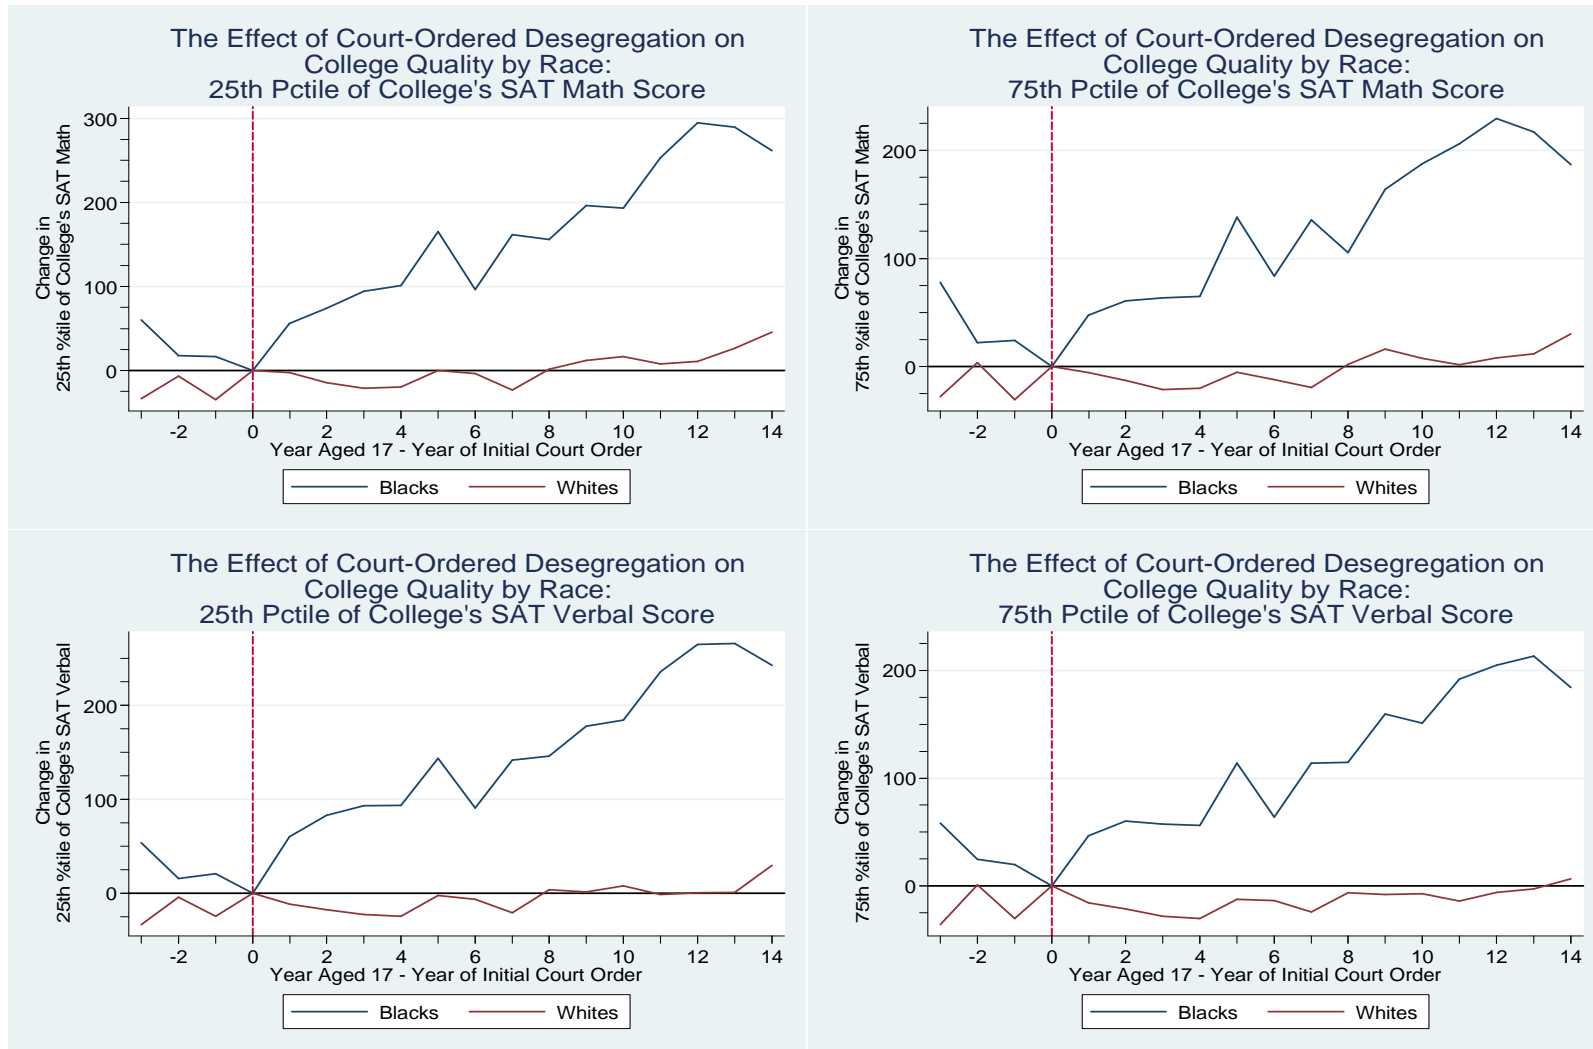 The Effect of Court-Ordered Desegregation on
College Quality by Race:
25th Pctile of College's SAT Math Score
Change in
25th %tile of College's SAT Math
300
200
100
0
-2 0 2 4 6 8 10 12 14
Year Aged 17 - Year of Initial Court Order
Blacks Whites
The Effect of Court-Ordered Desegregation on
College Quality by Race:
75th Pctile of College's SAT Math Score
Change in
75th %tile of College's SAT Math
200
100
0
-2 0 2 4 6 8 10 12 14
Year Aged 17 - Year of Initial Court Order
Blacks Whites
The Effect of Court-Ordered Desegregation on
College Quality by Race:
25th Pctile of College's SAT Verbal Score
Change in
25th %tile of College's SAT Verbal
200
100
0
-2 0 2 4 6 8 10 12 14
Year Aged 17 - Year of Initial Court Order
Blacks Whites
The Effect of Court-Ordered Desegregation on
College Quality by Race:
75th Pctile of College's SAT Verbal Score
Change in
75th %tile of College's SAT Verbal
200
100
0
-2 0 2 4 6 8 10 12 14
Year Aged 17 - Year of Initial Court Order
Blacks Whites